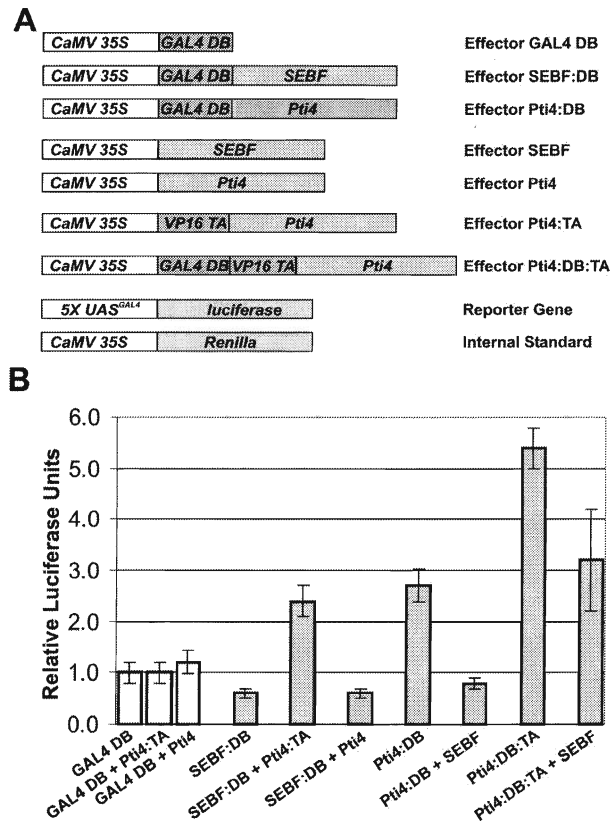 A
CaMV 35S GAL4 DB Effector GAL4 DB
CaMV 35S GAL4 DB SEBF Effector SEBF:DB
CaMV 35S GAL4 DB Pti4 Effector Pti4:DB
CaMV 35S SEBF Effector SEBF
CaMV 35S Pti4 Effector Pti4
CaMV 35S VP16 TA Pti4 Effector Pti4:TA
CaMV 35S GAL4 DB VP16 TA Pti4 Effector Pti4:DB:TA
5X UAS^GAL4 luciferase Reporter Gene
CaMV 35S Renilla Internal Standard
B
Relative Luciferase Units
6.0
5.0
4.0
3.0
2.0
1.0
0.0
GAL4 DB
GAL4 DB + Pti4:TA
GAL4 DB + Pti4
SEBF:DB
SEBF:DB + Pti4:TA
SEBF:DB + Pti4
Pti4:DB
Pti4:DB + SEBF
Pti4:DB:TA
Pti4:DB:TA + SEBF